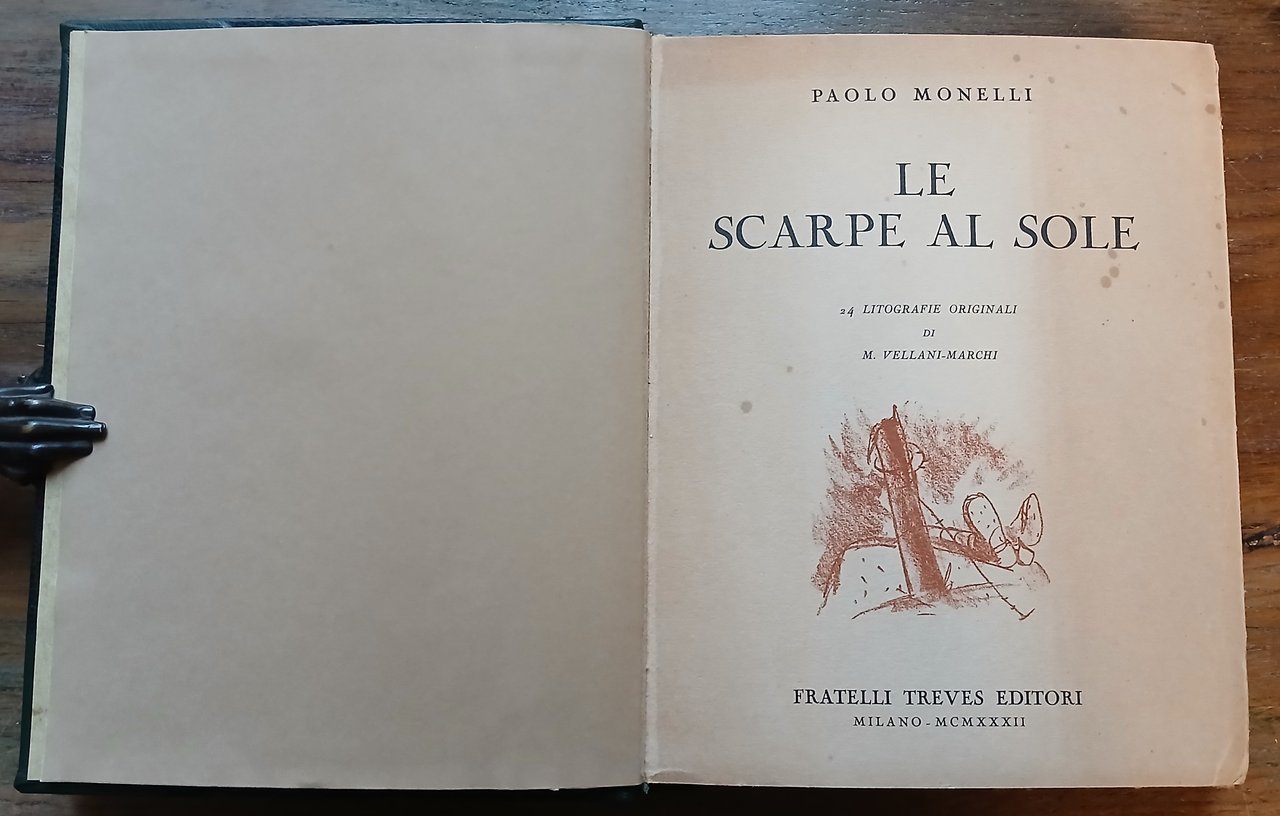 PAOLO MONELLI
LE
SCARPE AL SOLE
24 LITOGRAFIE ORIGINALI
DI
M. VELLANI-MARCHI
FRATELLI TREVES EDITORI
MILANO - MCMXXXII